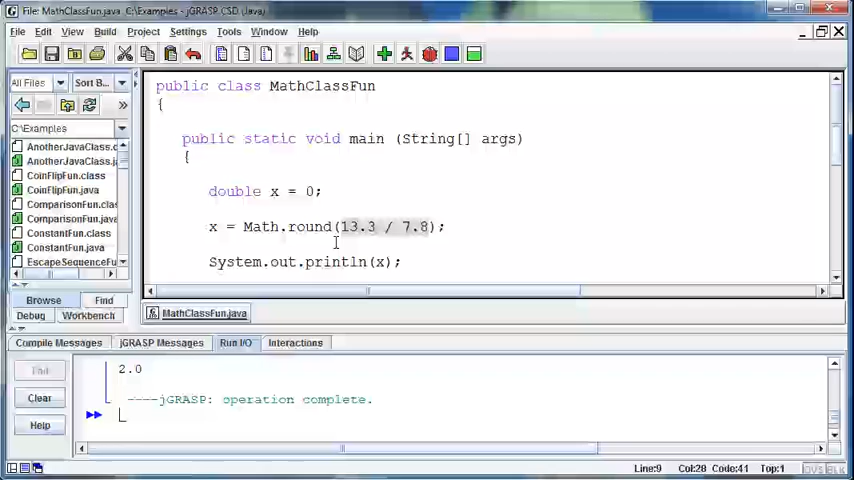 File: MathClassFun.java C:\Examples - jGRASP CSD (Java)
File Edit View Build Project Settings Tools Window Help
All Files Sort B...
C:\Examples
AnotherJavaClass.c
AnotherJavaClass.ja
CoinFlipFun.class
CoinFlipFun.java
ComparisonFun.clas
ComparisonFun.java
ConstantFun.class
ConstantFun.java
EscapeSequenceFu
Browse Find
Debug Workbench
public class MathClassFun
{
public static void main (String[] args)
{
double x = 0;
x = Math.round(13.3 / 7.8);
System.out.println(x);
MathClassFun.java
Compile Messages jGRASP Messages Run I/O Interactions
End
Clear
Help
2.0
----jGRASP: operation complete.
Line:9 Col:28 Code:41 Top:1 OVS BLK